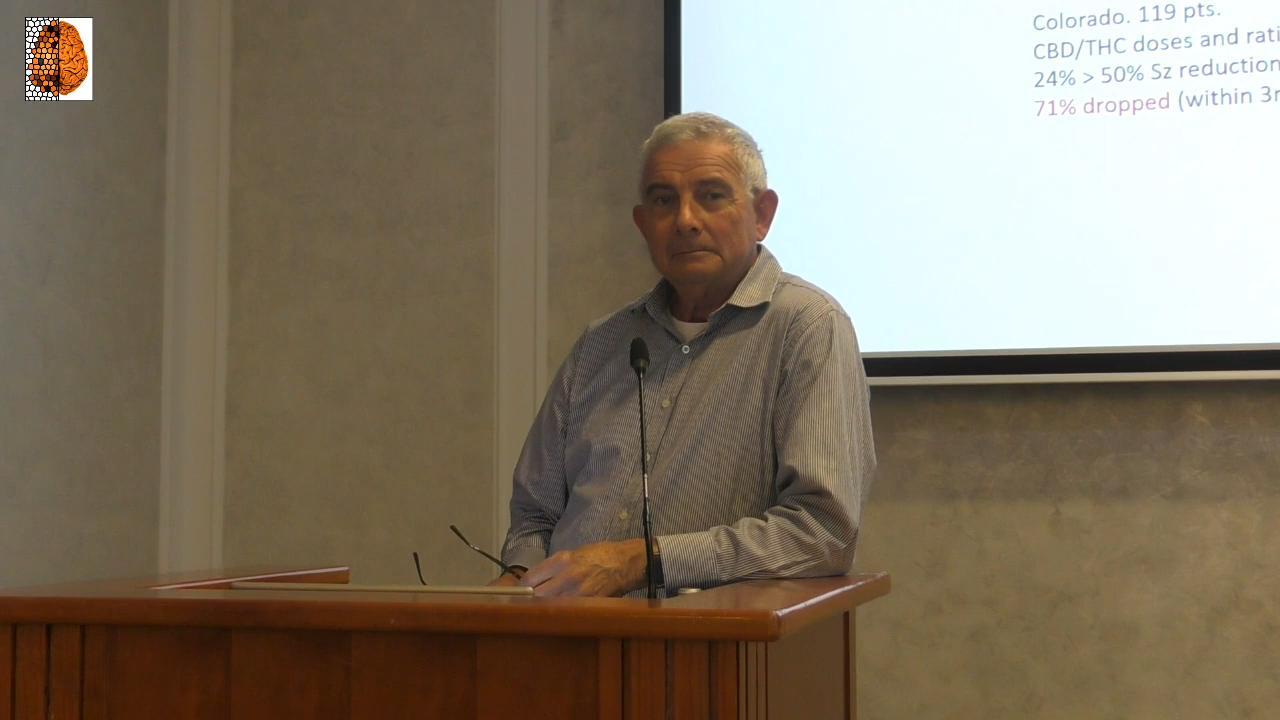 Colorado. 119 pts.
CBD/THC doses and rati
24% > 50% Sz reduction
71% dropped (within 3r